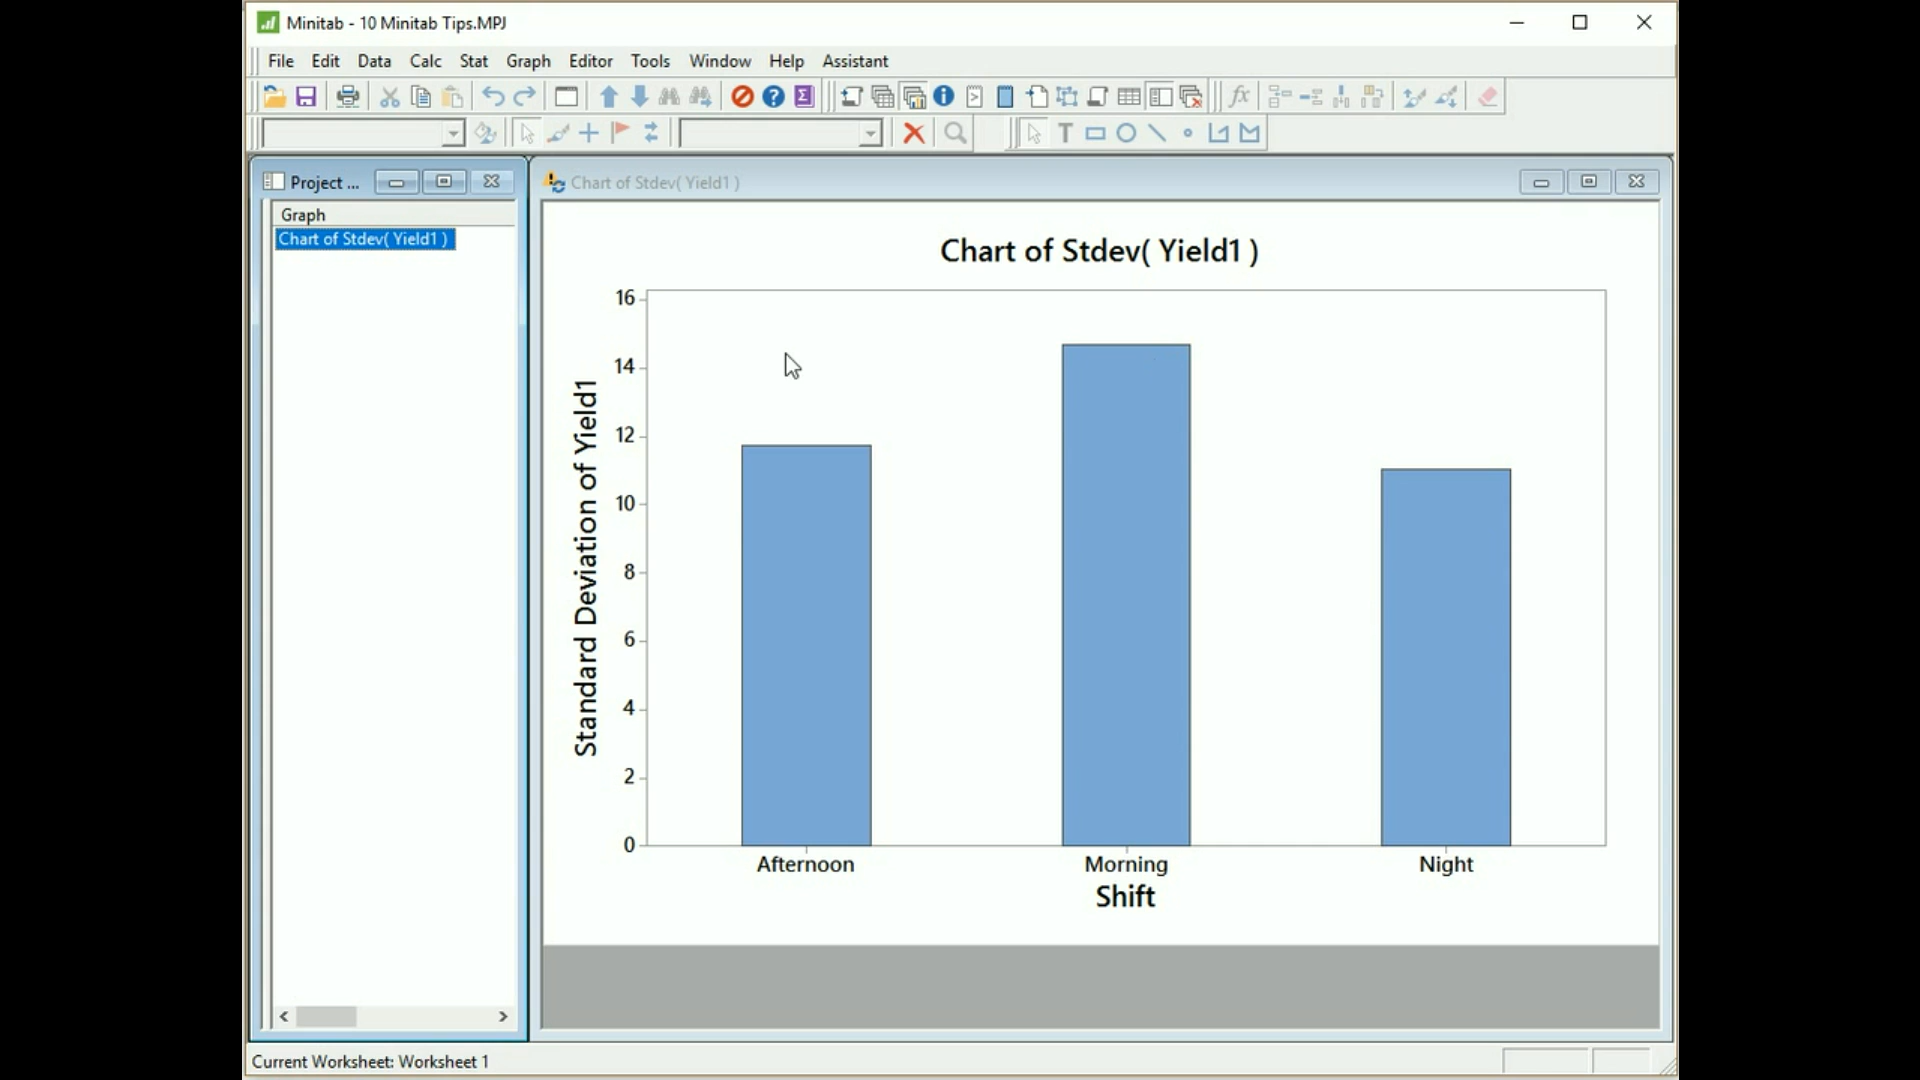 Minitab - 10 Minitab Tips.MPJ
File Edit Data Calc Stat Graph Editor Tools Window Help Assistant
Project ...
Graph
Chart of Stdev( Yield1 )
Chart of Stdev( Yield1 )
Chart of Stdev( Yield1 )
Standard Deviation of Yield1
16
14
12
10
8
6
4
2
0
Afternoon Morning Night
Shift
Current Worksheet: Worksheet 1